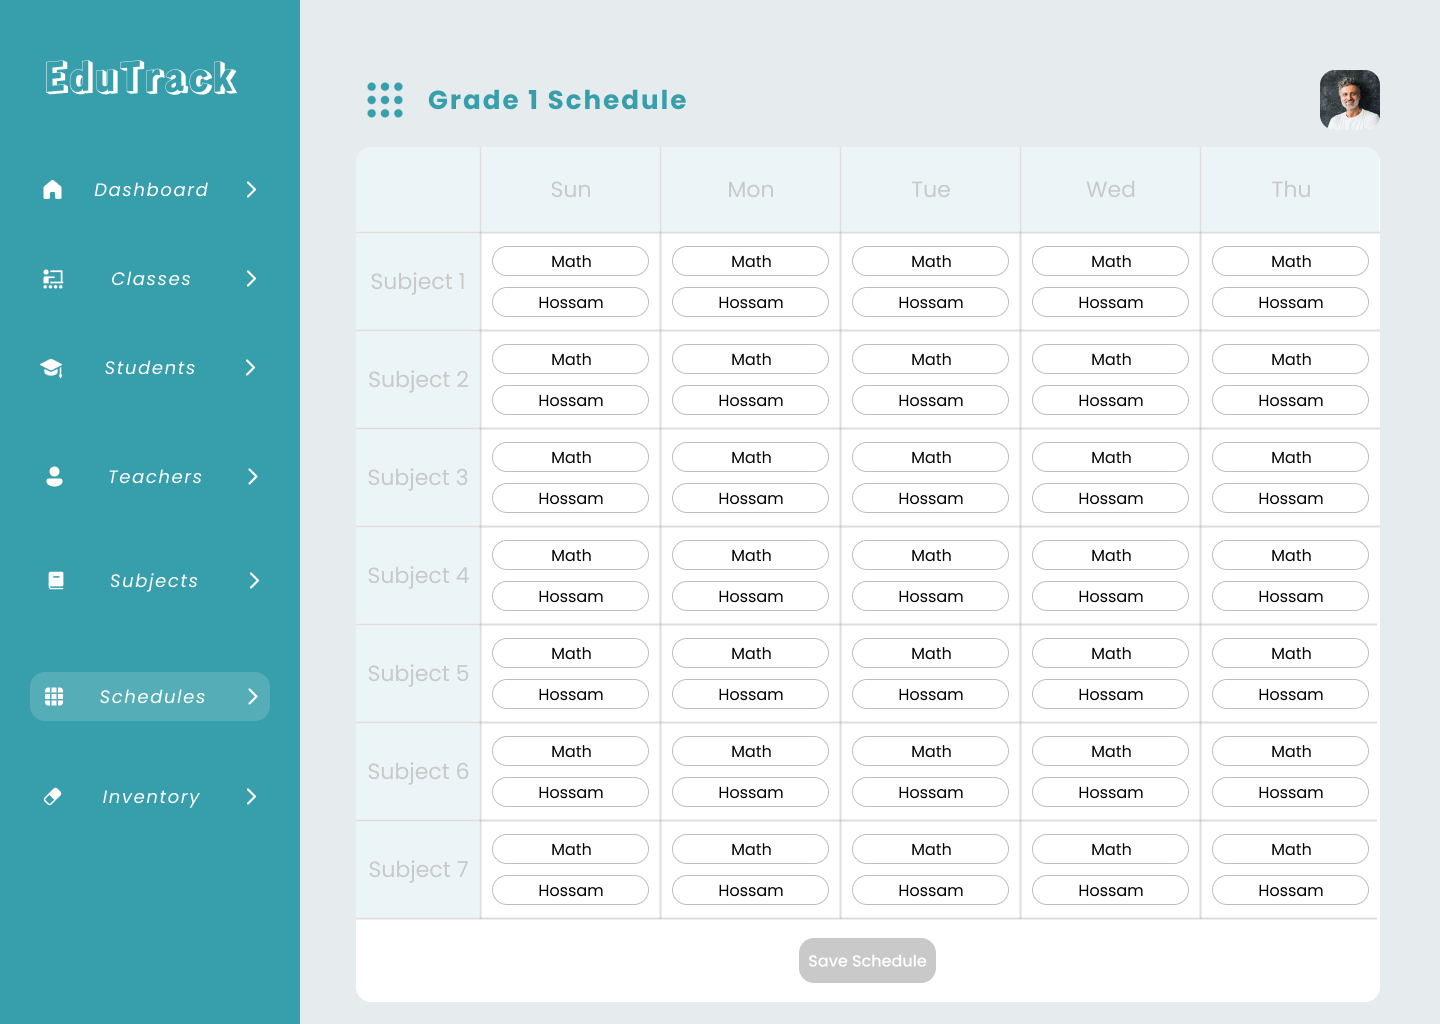 EduTrack
Dashboard
Classes
Students
Teachers
Subjects
Schedules
Inventory
Grade 1 Schedule
Sun Mon Tue Wed Thu
Subject 1
Math Math Math Math Math
Hossam Hossam Hossam Hossam Hossam
Subject 2
Math Math Math Math Math
Hossam Hossam Hossam Hossam Hossam
Subject 3
Math Math Math Math Math
Hossam Hossam Hossam Hossam Hossam
Subject 4
Math Math Math Math Math
Hossam Hossam Hossam Hossam Hossam
Subject 5
Math Math Math Math Math
Hossam Hossam Hossam Hossam Hossam
Subject 6
Math Math Math Math Math
Hossam Hossam Hossam Hossam Hossam
Subject 7
Math Math Math Math Math
Hossam Hossam Hossam Hossam Hossam
Save Schedule